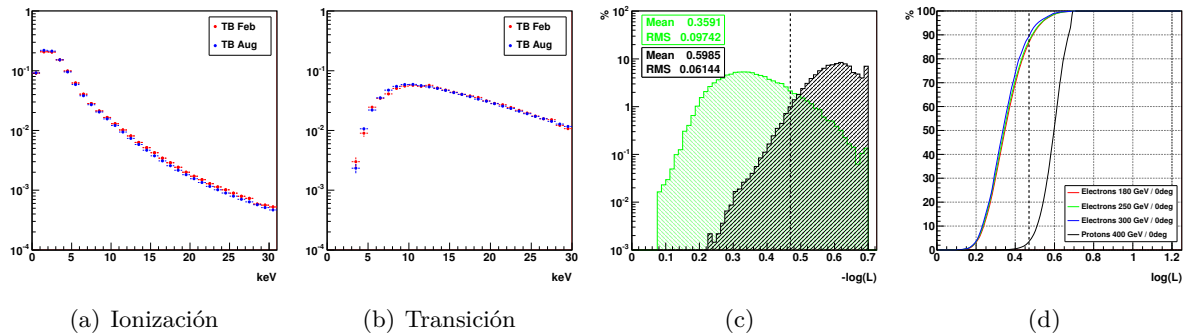 1
10⁻¹
10⁻²
10⁻³
10⁻⁴
0 5 10 15 20 25 30
keV
TB Feb
TB Aug
(a) Ionización
1
10⁻¹
10⁻²
10⁻³
10⁻⁴
0 5 10 15 20 25 30
keV
TB Feb
TB Aug
(b) Transición
%
10²
10
1
10⁻¹
10⁻²
10⁻³
Mean 0.3591
RMS 0.09742
Mean 0.5985
RMS 0.06144
0 0.1 0.2 0.3 0.4 0.5 0.6 0.7
-log(L)
(c)
%
100
90
80
70
60
50
40
30
20
10
0
0 0.2 0.4 0.6 0.8 1 1.2
log(L)
Electrons 180 GeV / 0deg
Electrons 250 GeV / 0deg
Electrons 300 GeV / 0deg
Protons 400 GeV / 0deg
(d)